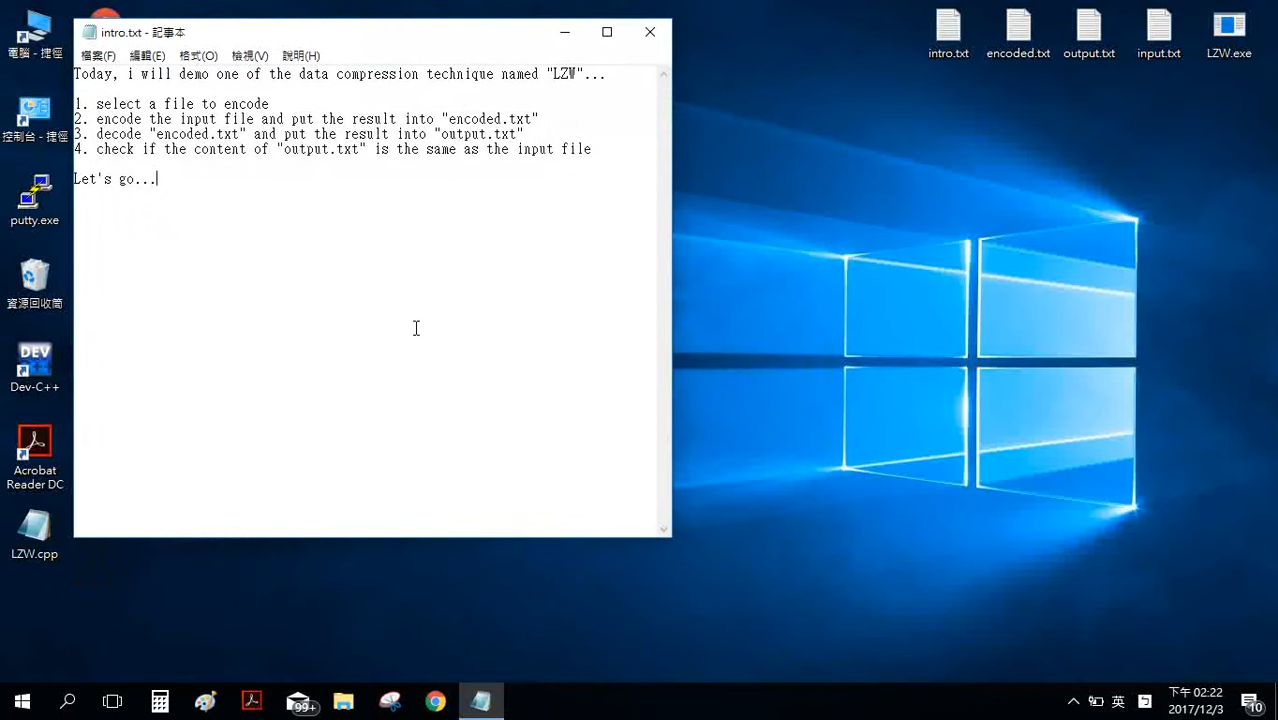 intro.txt - 記事本
檔案(F) 編輯(E) 格式(O) 檢視(V) 說明(H)
Today, i will demo one of the data compression technique named "LZW"...
1. select a file to encode
2. encode the input file and put the result into "encoded.txt"
3. decode "encoded.txt" and put the result into "output.txt"
4. check if the content of "output.txt" is the same as the input file
Let's go...
電腦 - 捷徑
控制台 - 捷徑
putty.exe
資源回收筒
DEV
Dev-C++
Acrobat
Reader DC
LZW.cpp
intro.txt
encoded.txt
output.txt
input.txt
LZW.exe
99+
英
下午 02:22
2017/12/3
10